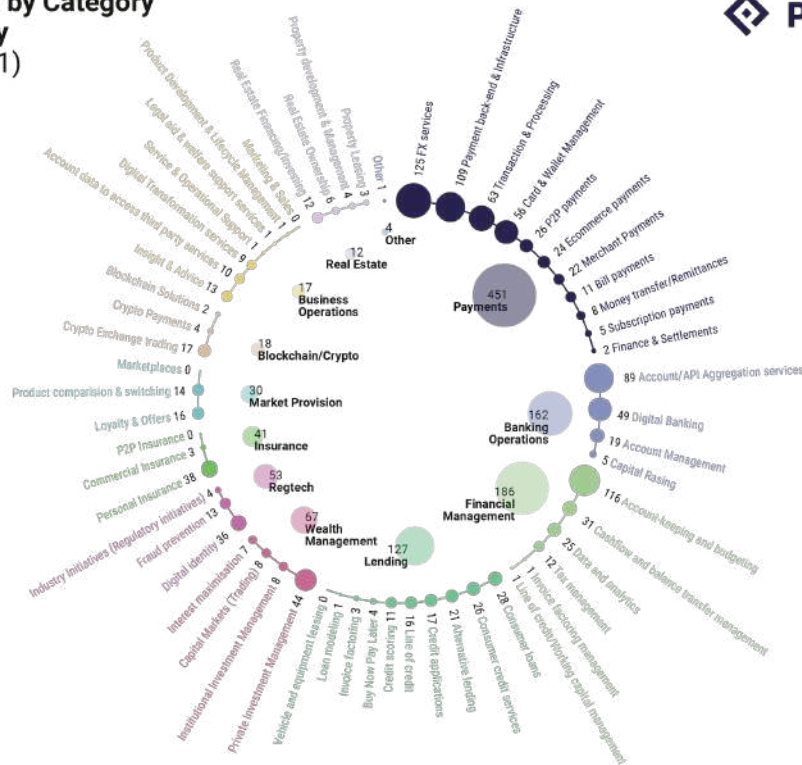 by Category
y
1)
P
125 FX services
109 Payment back-end & Infrastructure
63 Transaction & Processing
56 Card & Wallet Management
26 P2P payments
24 Ecommerce payments
22 Merchant Payments
11 Bill payments
8 Money transfer/Remittances
5 Subscription payments
2 Finance & Settlements
89 Account/API Aggregation services
49 Digital Banking
19 Account Management
5 Capital Rasing
116 Account-keeping and budgeting
31 Cashflow and balance transfer management
25 Data and analytics
12 Tax management
1 Invoice factoring management
1 Line of credit/Working capital management
28 Consumer loans
26 Consumer credit services
21 Alternative lending
17 Credit applications
16 Line of credit
Credit scoring 11
Buy Now Pay Later 4
Invoice factoring 3
Loan modeling 1
Vehicle and equipment leasing 0
Private Investment Management 44
Institutional Investment Management 8
Capital Markets (Trading) 8
Interest maximisation 7
Digital identity 36
Fraud prevention 13
Industry Initiatives (Regulatory initiatives) 4
Personal Insurance 38
Commercial Insurance 3
P2P Insurance 0
Loyalty & Offers 16
Product comparision & switching 14
Marketplaces 0
Crypto Exchange trading 17
Crypto Payments 4
Blockchain Solutions 2
Insight & Advice 13
Account data to access third party services 10
Digital Transformation services 9
Service & Operational Support 1
Legal aid & welfare support services 1
Product Development & Lifecycle Management 1
Marketing & Sales 0
Real Estate Financing/Investing 12
Real Estate Ownership 6
Property development & Management 4
Property Leasing 3
Other 1
4
Other
12
Real Estate
17
Business
Operations
18
Blockchain/Crypto
30
Market Provision
41
Insurance
53
Regtech
67
Wealth
Management
127
Lending
186
Financial
Management
162
Banking
Operations
451
Payments